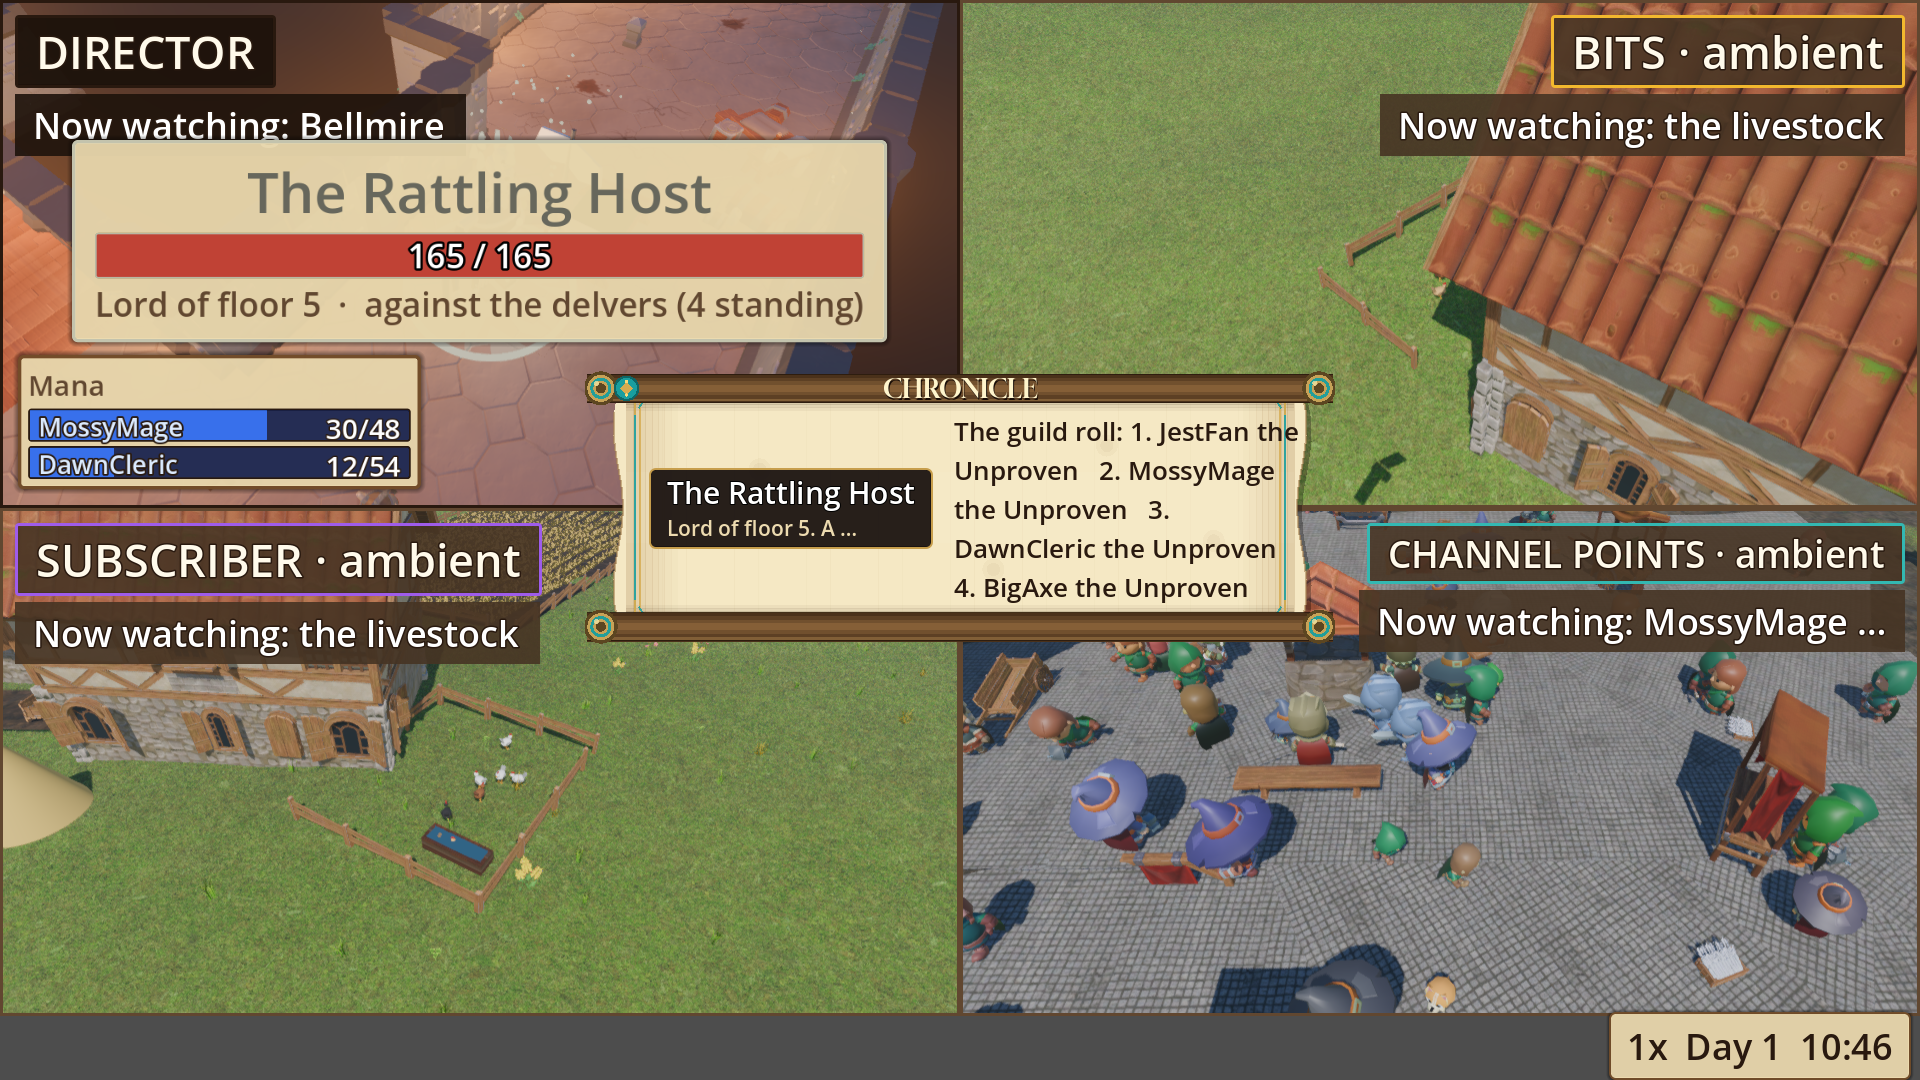 DIRECTOR
Now watching: Bellmire
The Rattling Host
165 / 165
Lord of floor 5 · against the delvers (4 standing)
Mana
MossyMage 30/48
DawnCleric 12/54
BITS · ambient
Now watching: the livestock
CHRONICLE
The Rattling Host
Lord of floor 5. A ...
The guild roll: 1. JestFan the
Unproven 2. MossyMage
the Unproven 3.
DawnCleric the Unproven
4. BigAxe the Unproven
SUBSCRIBER · ambient
Now watching: the livestock
CHANNEL POINTS · ambient
Now watching: MossyMage ...
1x Day 1 10:46